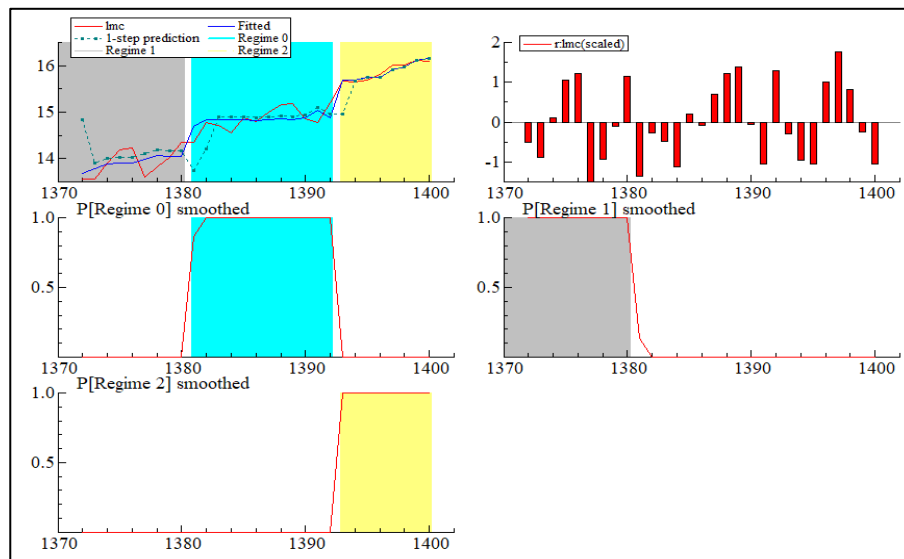 lmc Fitted
1-step prediction Regime 0
Regime 1 Regime 2
16
15
14
1370 1380 1390 1400
r:lmc(scaled)
2
1
0
-1
1370 1380 1390 1400
P[Regime 0] smoothed
1.0
0.5
1370 1380 1390 1400
P[Regime 1] smoothed
1.0
0.5
1370 1380 1390 1400
P[Regime 2] smoothed
1.0
0.5
1370 1380 1390 1400